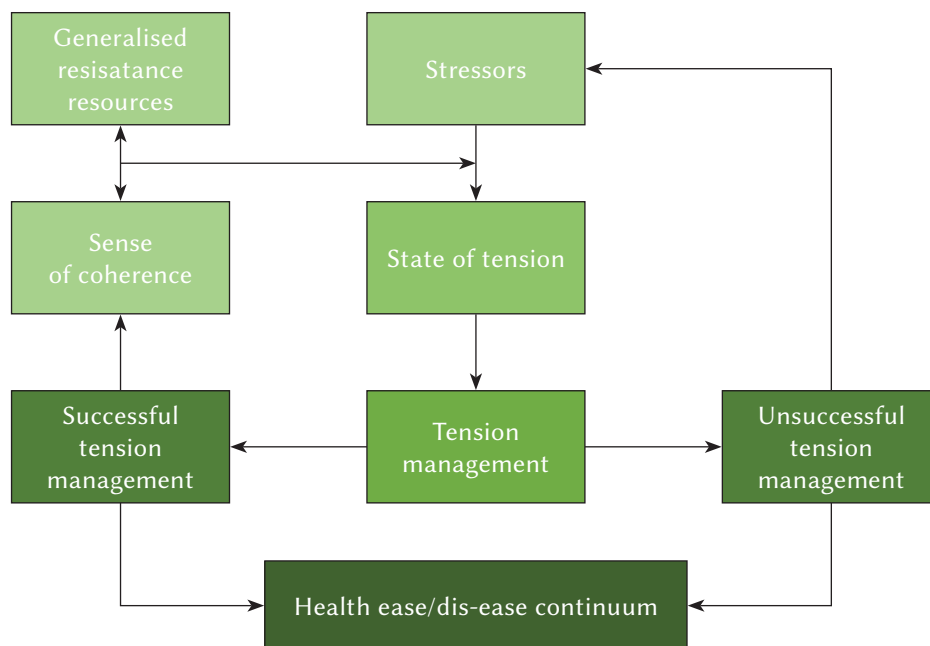 Generalised
resisatance
resources
Stressors
Sense
of coherence
State of tension
Successful
tension
management
Tension
management
Unsuccessful
tension
management
Health ease/dis-ease continuum